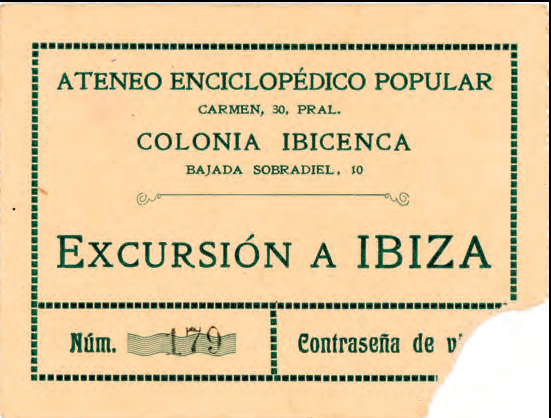 ATENEO ENCICLOPÉDICO POPULAR
CARMEN, 30, PRAL.
COLONIA IBICENCA
BAJADA SOBRADIEL, 10
EXCURSIÓN A IBIZA
Núm. 179
Contraseña de